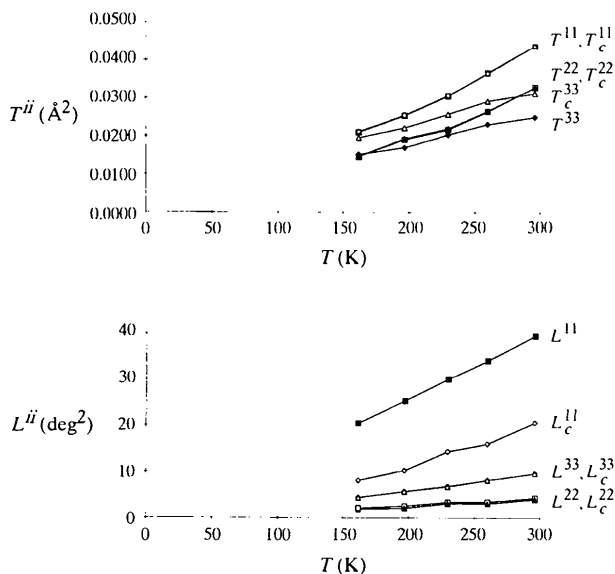 0.0500
0.0400
0.0300
0.0200
0.0100
0.0000
T^ii (Å^2)
T^11, T_c^11
T^22, T_c^22
T_c^33
T^33
0 50 100 150 200 250 300
T (K)
40
30
20
10
0
L^ii (deg^2)
L^11
L_c^11
L^33, L_c^33
L^22, L_c^22
0 50 100 150 200 250 300
T (K)